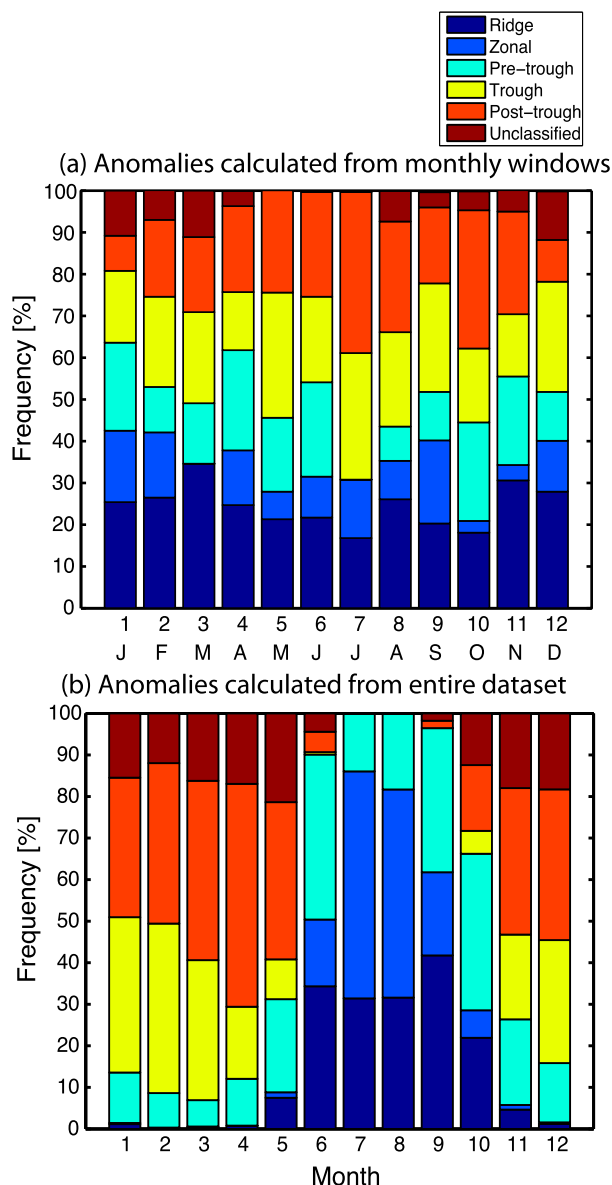 Ridge
Zonal
Pre−trough
Trough
Post−trough
Unclassified
(a) Anomalies calculated from monthly windows
100
90
80
70
60
50
40
30
20
10
0
Frequency [%]
1 2 3 4 5 6 7 8 9 10 11 12
J F M A M J J A S O N D
(b) Anomalies calculated from entire dataset
100
90
80
70
60
50
40
30
20
10
0
Frequency [%]
1 2 3 4 5 6 7 8 9 10 11 12
Month